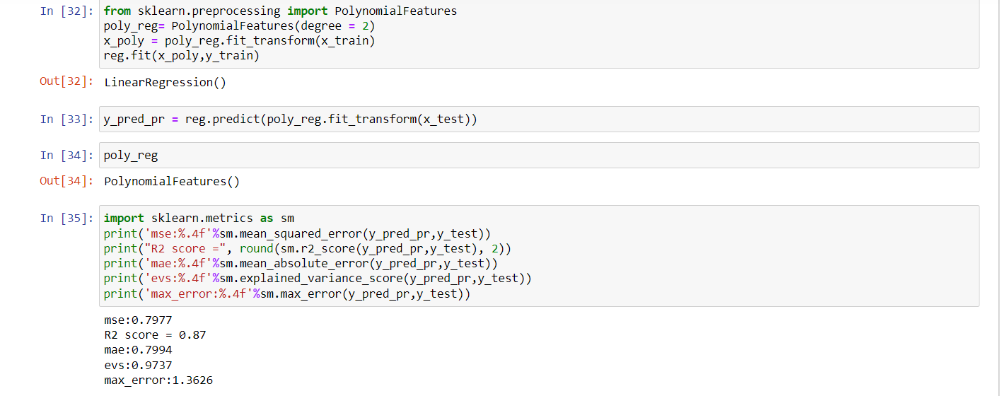 In [32]: from sklearn.preprocessing import PolynomialFeatures
poly_reg= PolynomialFeatures(degree = 2)
x_poly = poly_reg.fit_transform(x_train)
reg.fit(x_poly,y_train)
Out[32]: LinearRegression()
In [33]: y_pred_pr = reg.predict(poly_reg.fit_transform(x_test))
In [34]: poly_reg
Out[34]: PolynomialFeatures()
In [35]: import sklearn.metrics as sm
print('mse:%.4f'%sm.mean_squared_error(y_pred_pr,y_test))
print("R2 score =", round(sm.r2_score(y_pred_pr,y_test), 2))
print('mae:%.4f'%sm.mean_absolute_error(y_pred_pr,y_test))
print('evs:%.4f'%sm.explained_variance_score(y_pred_pr,y_test))
print('max_error:%.4f'%sm.max_error(y_pred_pr,y_test))
mse:0.7977
R2 score = 0.87
mae:0.7994
evs:0.9737
max_error:1.3626